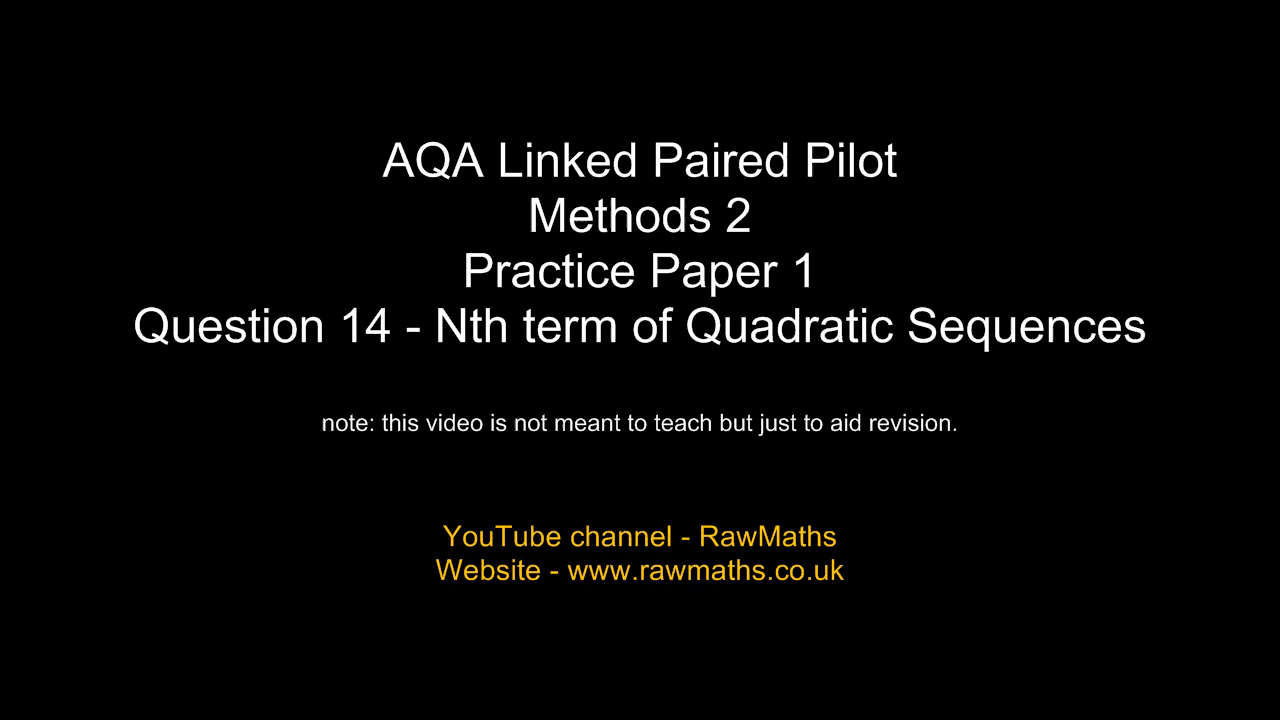 AQA Linked Paired Pilot
Methods 2
Practice Paper 1
Question 14 - Nth term of Quadratic Sequences
note: this video is not meant to teach but just to aid revision.
YouTube channel - RawMaths
Website - www.rawmaths.co.uk